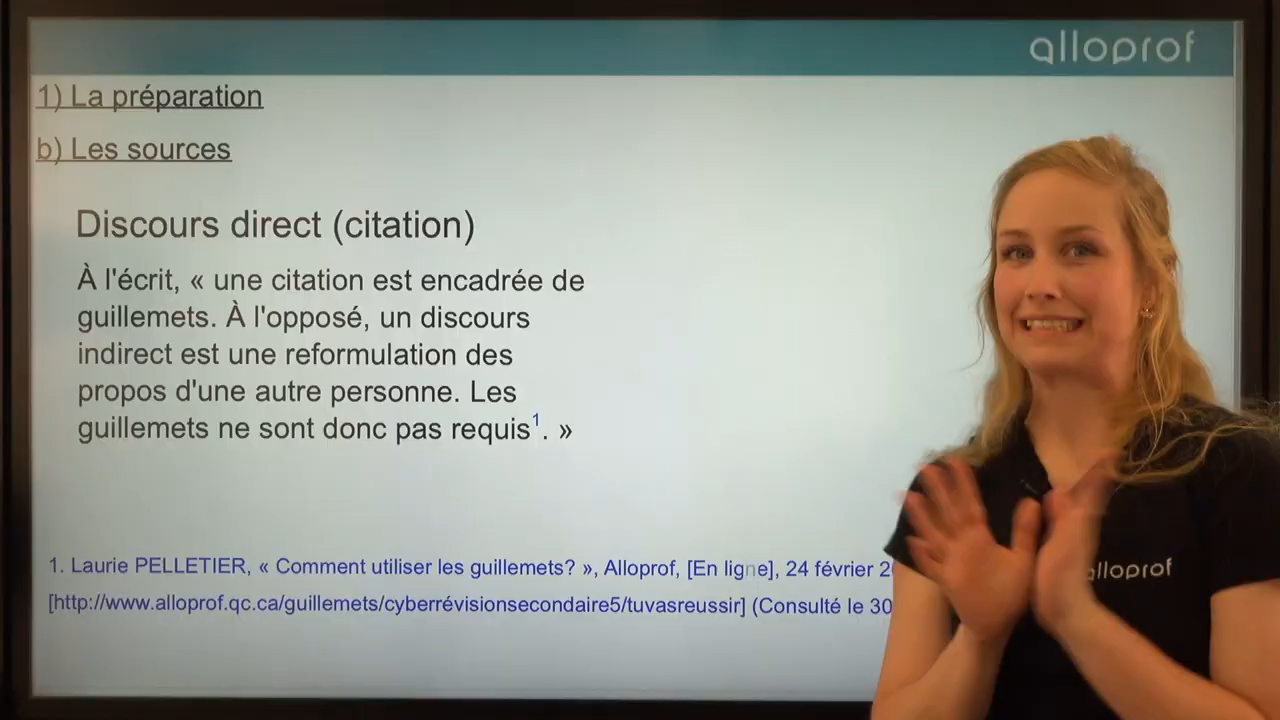 alloprof
1) La préparation
b) Les sources
Discours direct (citation)
À l'écrit, « une citation est encadrée de
guillemets. À l'opposé, un discours
indirect est une reformulation des
propos d'une autre personne. Les
guillemets ne sont donc pas requis1. »
1. Laurie PELLETIER, « Comment utiliser les guillemets? », Alloprof, [En ligne], 24 février
[http://www.alloprof.qc.ca/guillemets/cyberrévisionsecondaire5/tuvasreussir] (Consulté le 30
alloprof